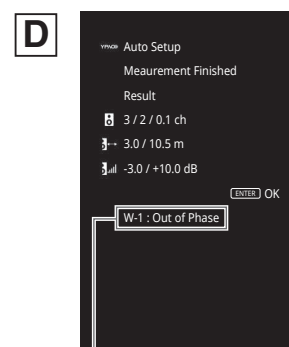 D
YPAO Auto Setup
Meaurement Finished
Result
3 / 2 / 0.1 ch
3.0 / 10.5 m
-3.0 / +10.0 dB
ENTER OK
W-1 : Out of Phase